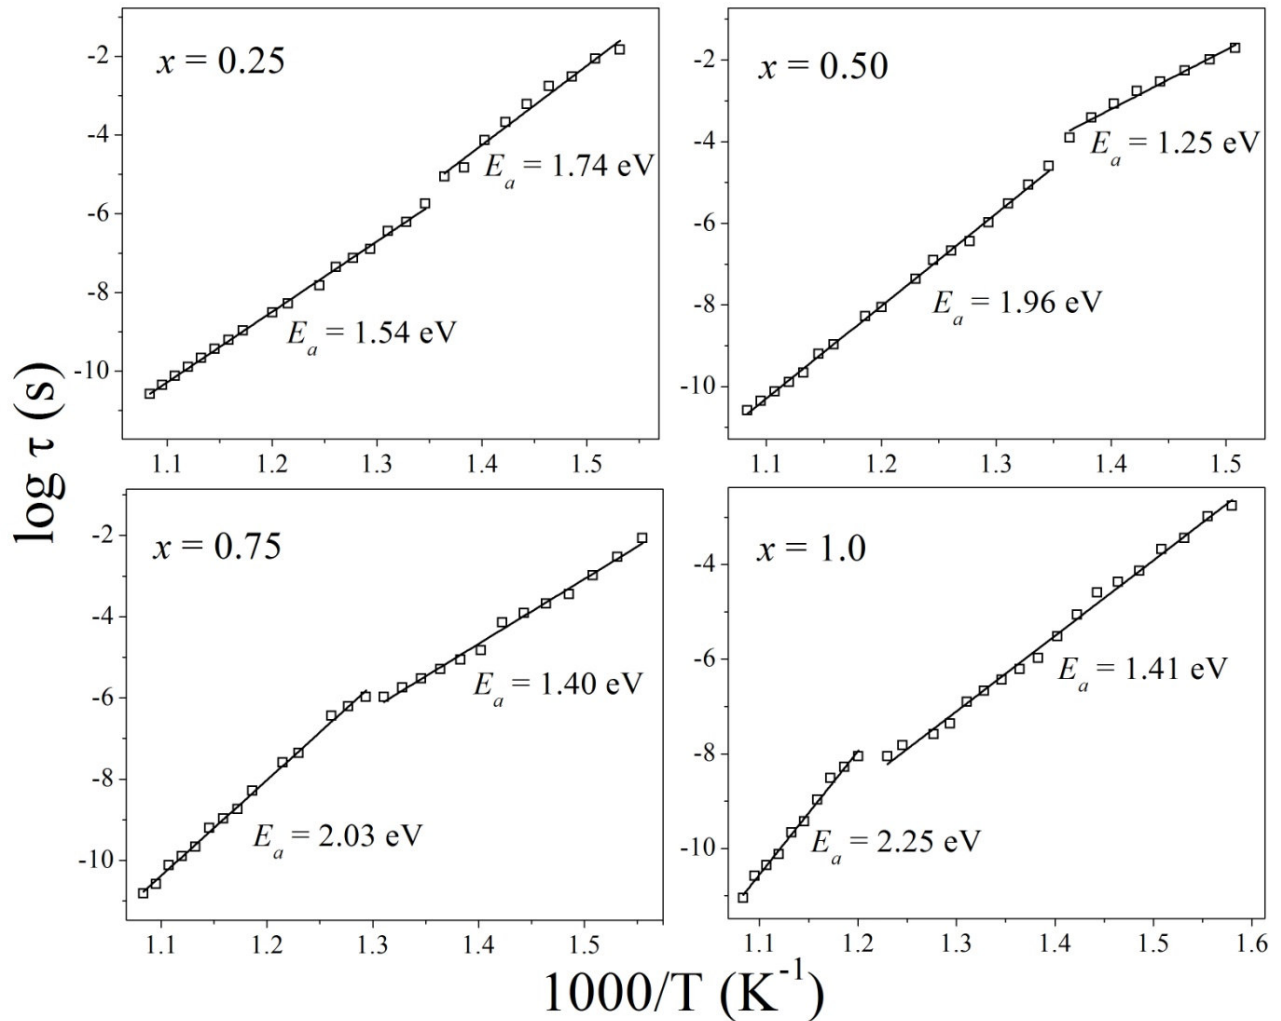 x = 0.25
-2
-4
-6
-8
-10
E_a = 1.74 eV
E_a = 1.54 eV
1.1 1.2 1.3 1.4 1.5
x = 0.50
-2
-4
-6
-8
-10
E_a = 1.25 eV
E_a = 1.96 eV
1.1 1.2 1.3 1.4 1.5
log τ (s)
x = 0.75
-2
-4
-6
-8
-10
E_a = 1.40 eV
E_a = 2.03 eV
1.1 1.2 1.3 1.4 1.5
x = 1.0
-4
-6
-8
-10
E_a = 1.41 eV
E_a = 2.25 eV
1.1 1.2 1.3 1.4 1.5 1.6
1000/T (K⁻¹)